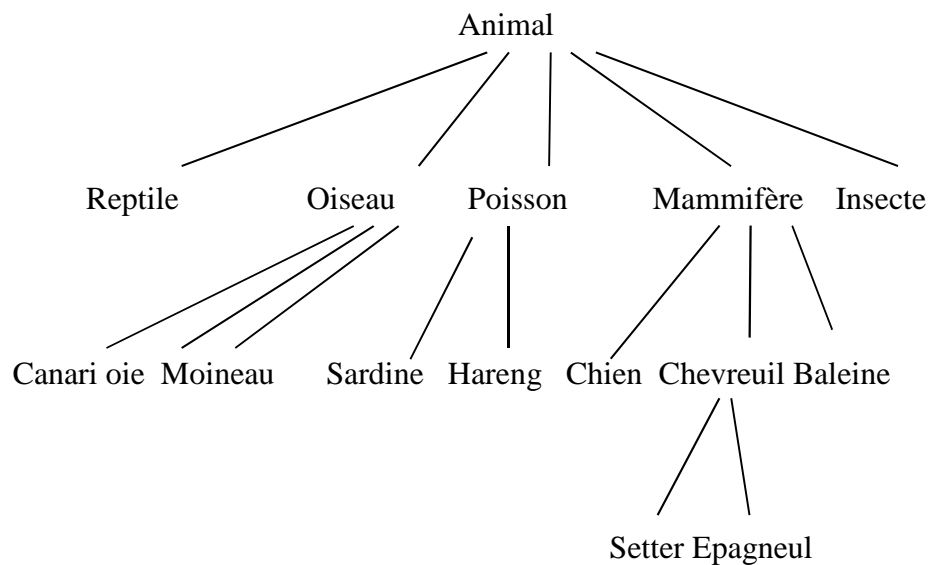 Animal
Reptile Oiseau Poisson Mammifère Insecte
Canari oie Moineau Sardine Hareng Chien Chevreuil Baleine
Setter Epagneul